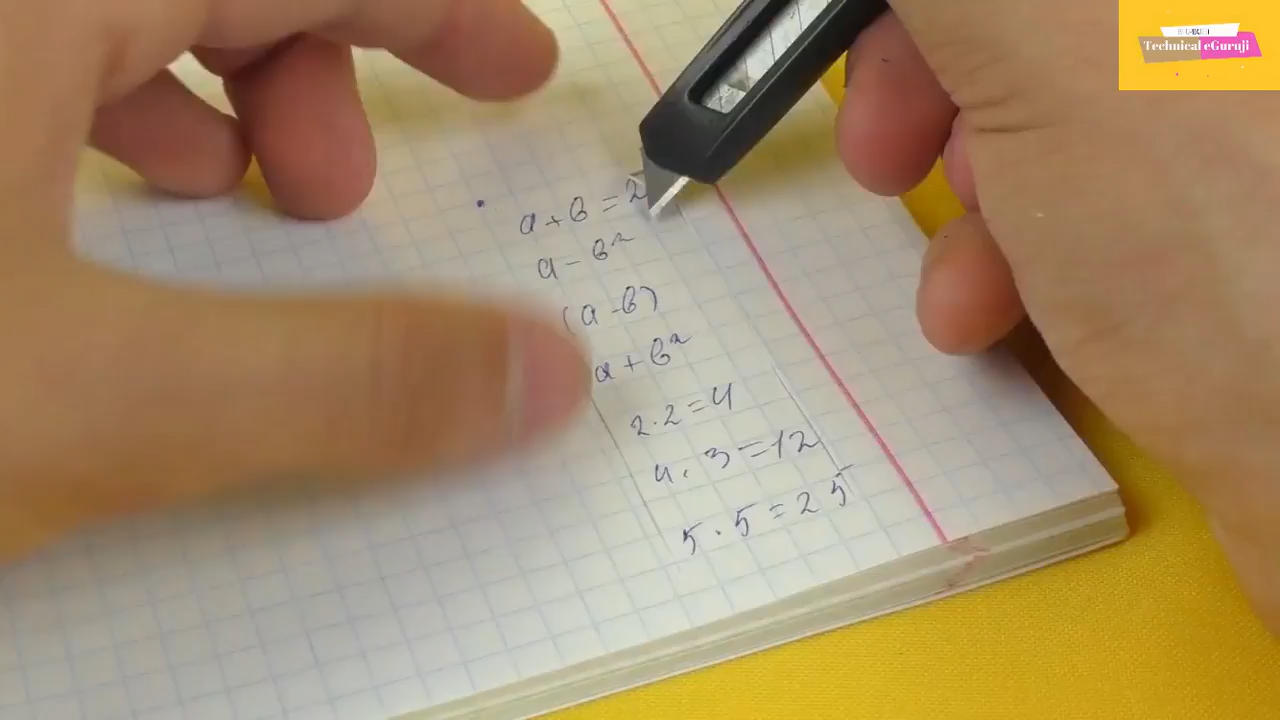 Technical eGuruji
a + b = 2
a - b²
(a - b)
a + b²
2 · 2 = 4
4 · 3 = 12
5 · 5 = 25